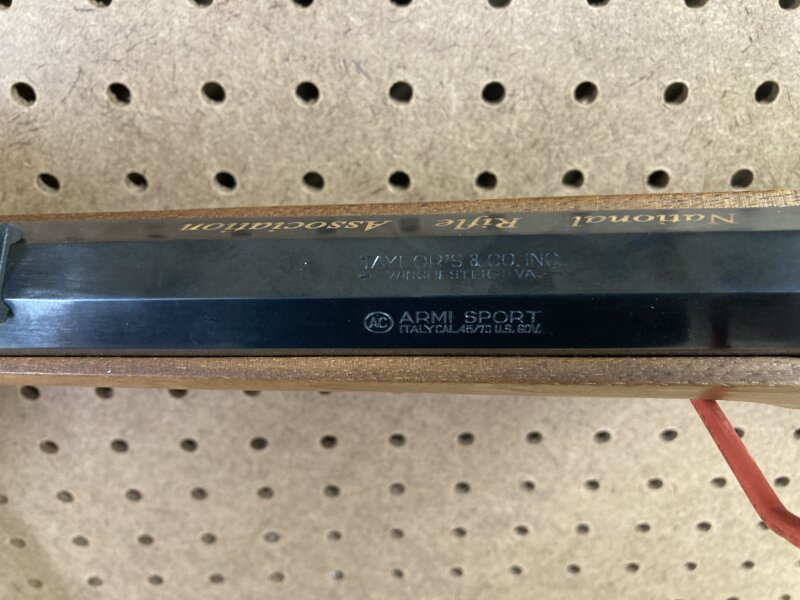 National Rifle Association
TAYLOR'S & CO. INC.
WINCHESTER VA.
AC ARMI SPORT
ITALY CAL.45/70 U.S. GOV.